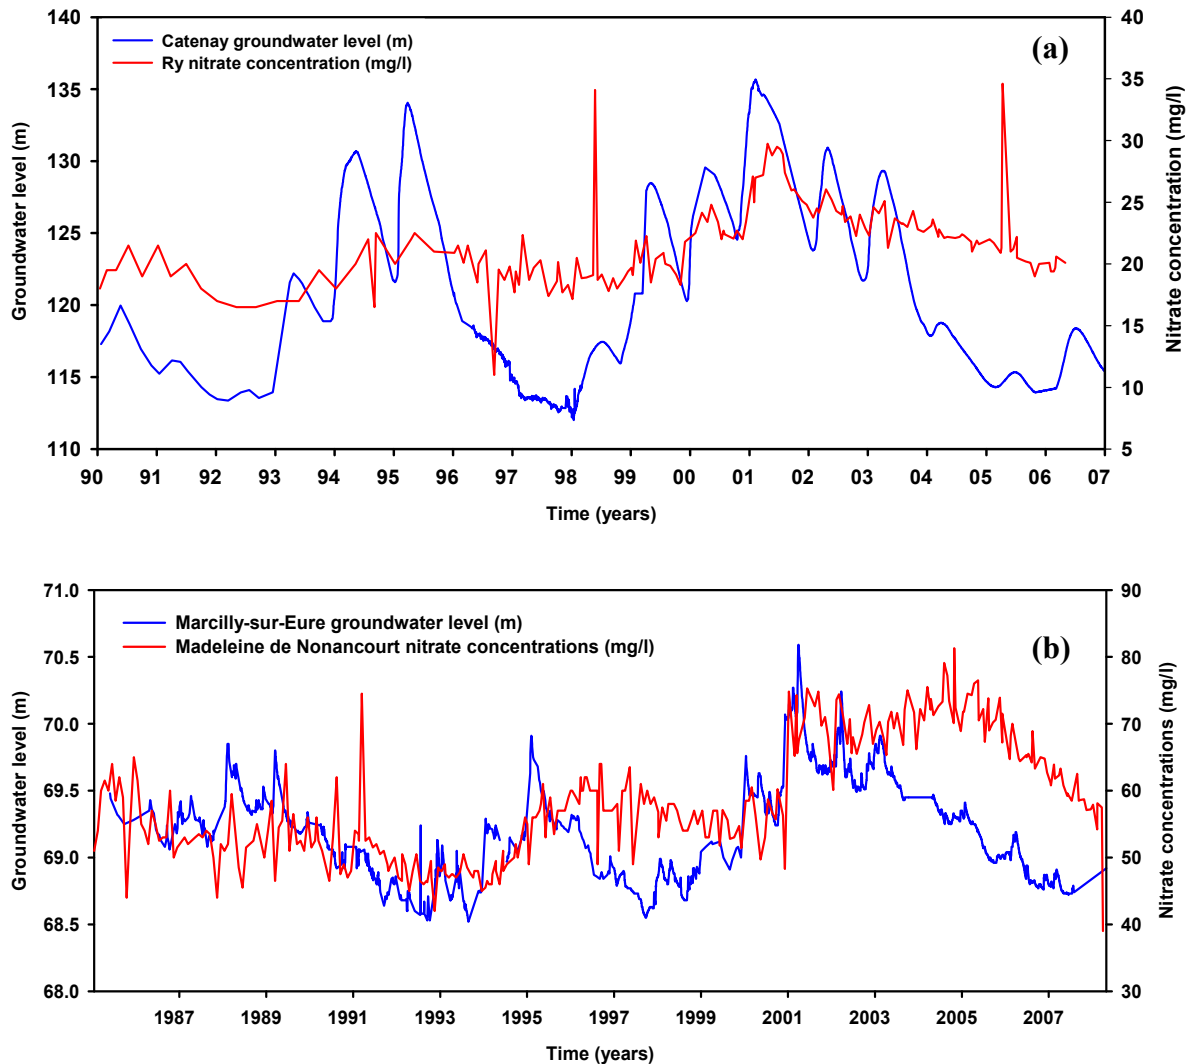 140
135
130
125
120
115
110
Groundwater level (m)
Catenay groundwater level (m)
Ry nitrate concentration (mg/l)
(a)
40
35
30
25
20
15
10
5
Nitrate concentration (mg/l)
90 91 92 93 94 95 96 97 98 99 00 01 02 03 04 05 06 07
Time (years)
71.0
70.5
70.0
69.5
69.0
68.5
68.0
Groundwater level (m)
Marcilly-sur-Eure groundwater level (m)
Madeleine de Nonancourt nitrate concentrations (mg/l)
(b)
90
80
70
60
50
40
30
Nitrate concentrations (mg/l)
1987 1989 1991 1993 1995 1997 1999 2001 2003 2005 2007
Time (years)